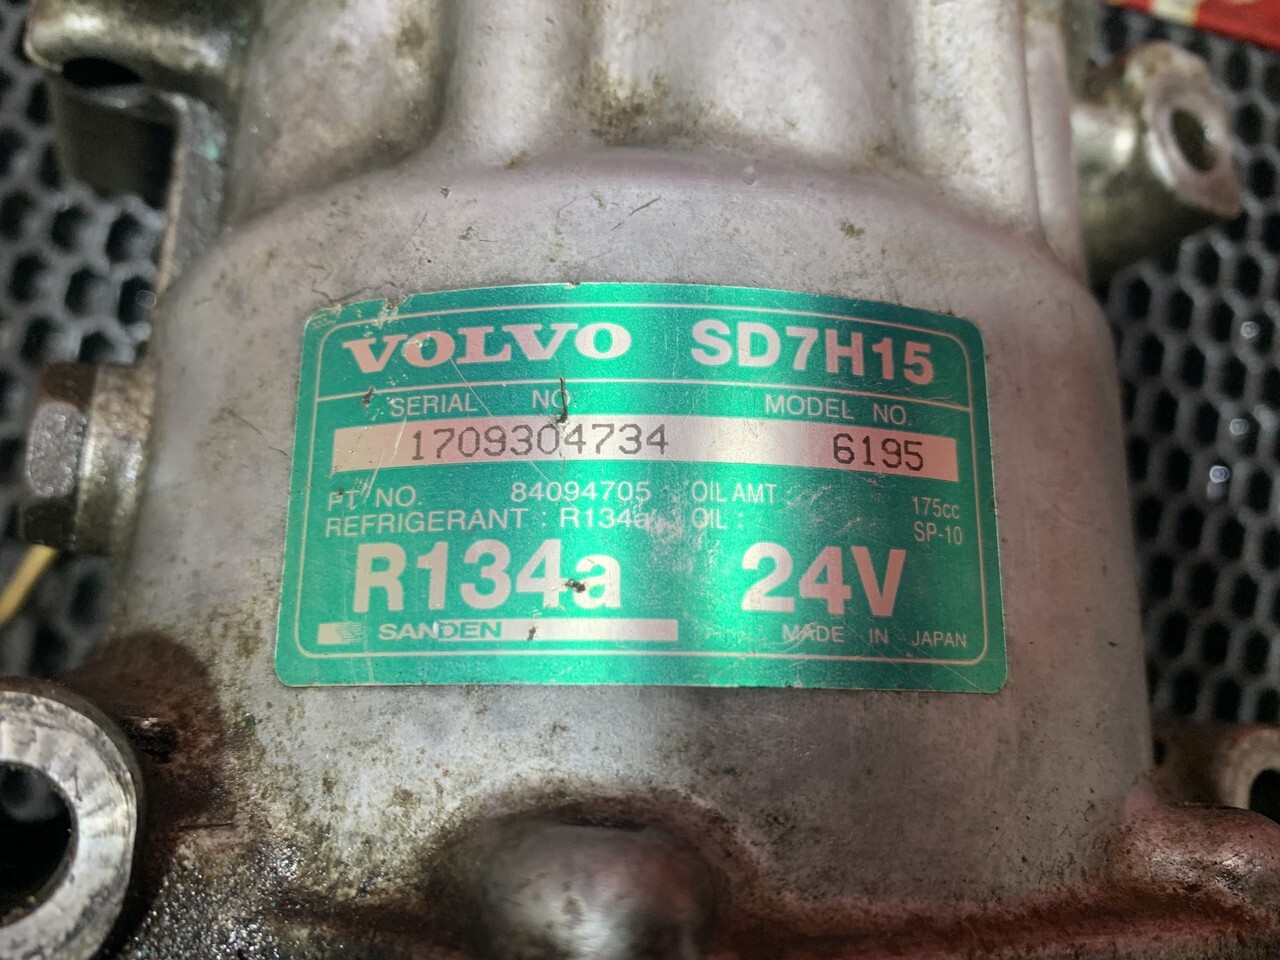 VOLVO SD7H15
SERIAL NO. MODEL NO.
1709304734 6195
PT NO. 84094705 OIL AMT 175cc
REFRIGERANT : R134a OIL : SP-10
R134a 24V
SANDEN MADE IN JAPAN